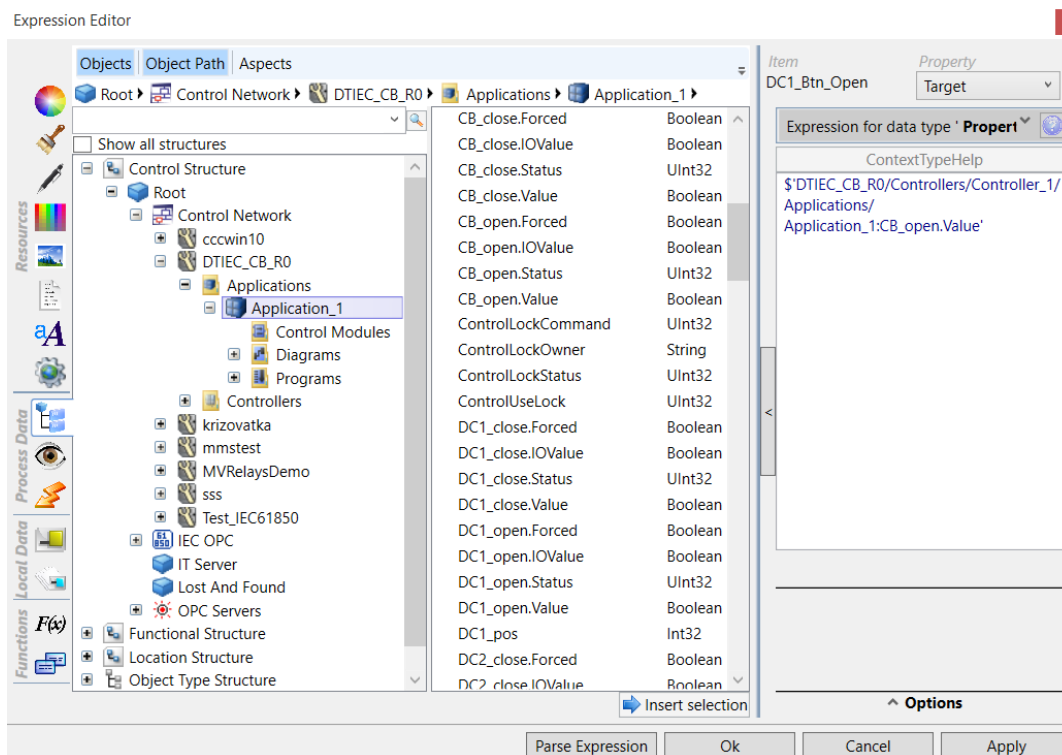 Expression Editor
Objects Object Path Aspects
Root Control Network DTIEC_CB_R0 Applications Application_1
Show all structures
Control Structure
Root
Control Network
cccwin10
DTIEC_CB_R0
Applications
Application_1
Control Modules
Diagrams
Programs
Controllers
krizovatka
mmstest
MVRelaysDemo
sss
Test_IEC61850
61
850
IEC OPC
IT Server
Lost And Found
OPC Servers
Functional Structure
Location Structure
Object Type Structure
Resources
Process Data
Local Data
Functions
aA
F(x)
CB_close.Forced Boolean
CB_close.IOValue Boolean
CB_close.Status UInt32
CB_close.Value Boolean
CB_open.Forced Boolean
CB_open.IOValue Boolean
CB_open.Status UInt32
CB_open.Value Boolean
ControlLockCommand UInt32
ControlLockOwner String
ControlLockStatus UInt32
ControlUseLock UInt32
DC1_close.Forced Boolean
DC1_close.IOValue Boolean
DC1_close.Status UInt32
DC1_close.Value Boolean
DC1_open.Forced Boolean
DC1_open.IOValue Boolean
DC1_open.Status UInt32
DC1_open.Value Boolean
DC1_pos Int32
DC2_close.Forced Boolean
DC2_close.IOValue Boolean
Insert selection
<
Item Property
DC1_Btn_Open Target
Expression for data type ' Propert
ContextTypeHelp
$'DTIEC_CB_R0/Controllers/Controller_1/
Applications/
Application_1:CB_open.Value'
Options
Parse Expression Ok Cancel Apply